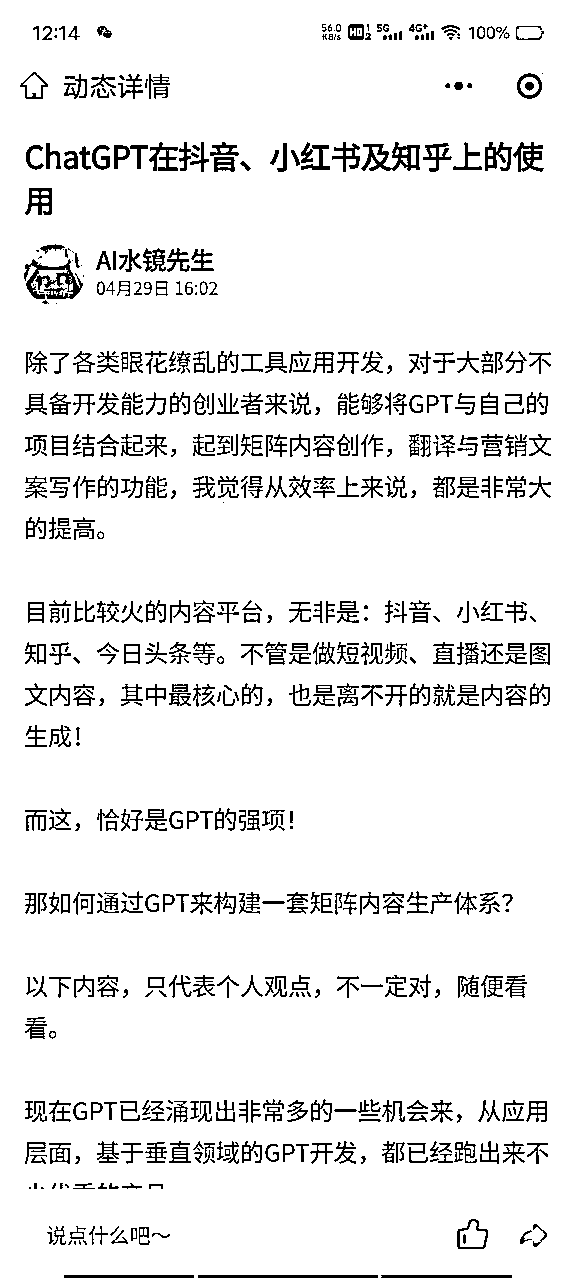 12:14
56.0 KB/s HD 1 2 5G 4G+ 100%
动态详情
ChatGPT在抖音、小红书及知乎上的使
用
AI水镜先生
04月29日 16:02
除了各类眼花缭乱的工具应用开发，对于大部分不
具备开发能力的创业者来说，能够将GPT与自己的
项目结合起来，起到矩阵内容创作，翻译与营销文
案写作的功能，我觉得从效率上来说，都是非常大
的提高。
目前比较火的内容平台，无非是：抖音、小红书、
知乎、今日头条等。不管是做短视频、直播还是图
文内容，其中最核心的，也是离不开的就是内容的
生成！
而这，恰好是GPT的强项！
那如何通过GPT来构建一套矩阵内容生产体系？
以下内容，只代表个人观点，不一定对，随便看
看。
现在GPT已经涌现出非常多的一些机会来，从应用
层面，基于垂直领域的GPT开发，都已经跑出来不
说点什么吧～